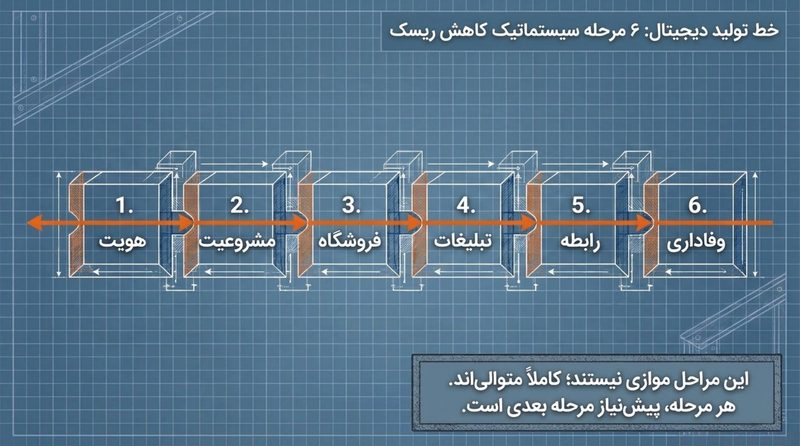 خط تولید دیجیتال: ۶ مرحله سیستماتیک کاهش ریسک
1.
هویت
2.
مشروعیت
3.
فروشگاه
4.
تبلیغات
5.
رابطه
6.
وفاداری
این مراحل موازی نیستند؛ کاملاً متوالی‌اند.
هر مرحله، پیش‌نیاز مرحله بعدی است.